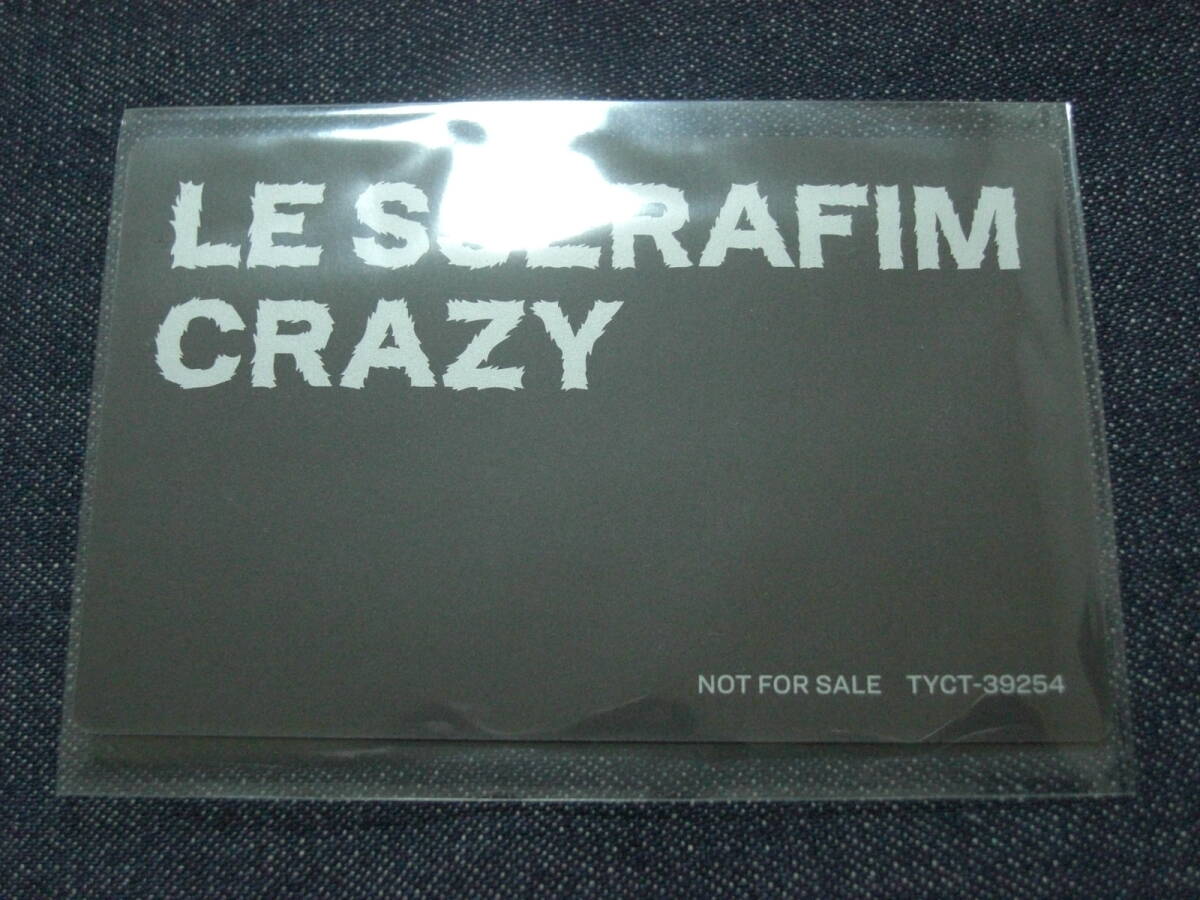 LE SSERAFIM
CRAZY
NOT FOR SALE TYCT-39254